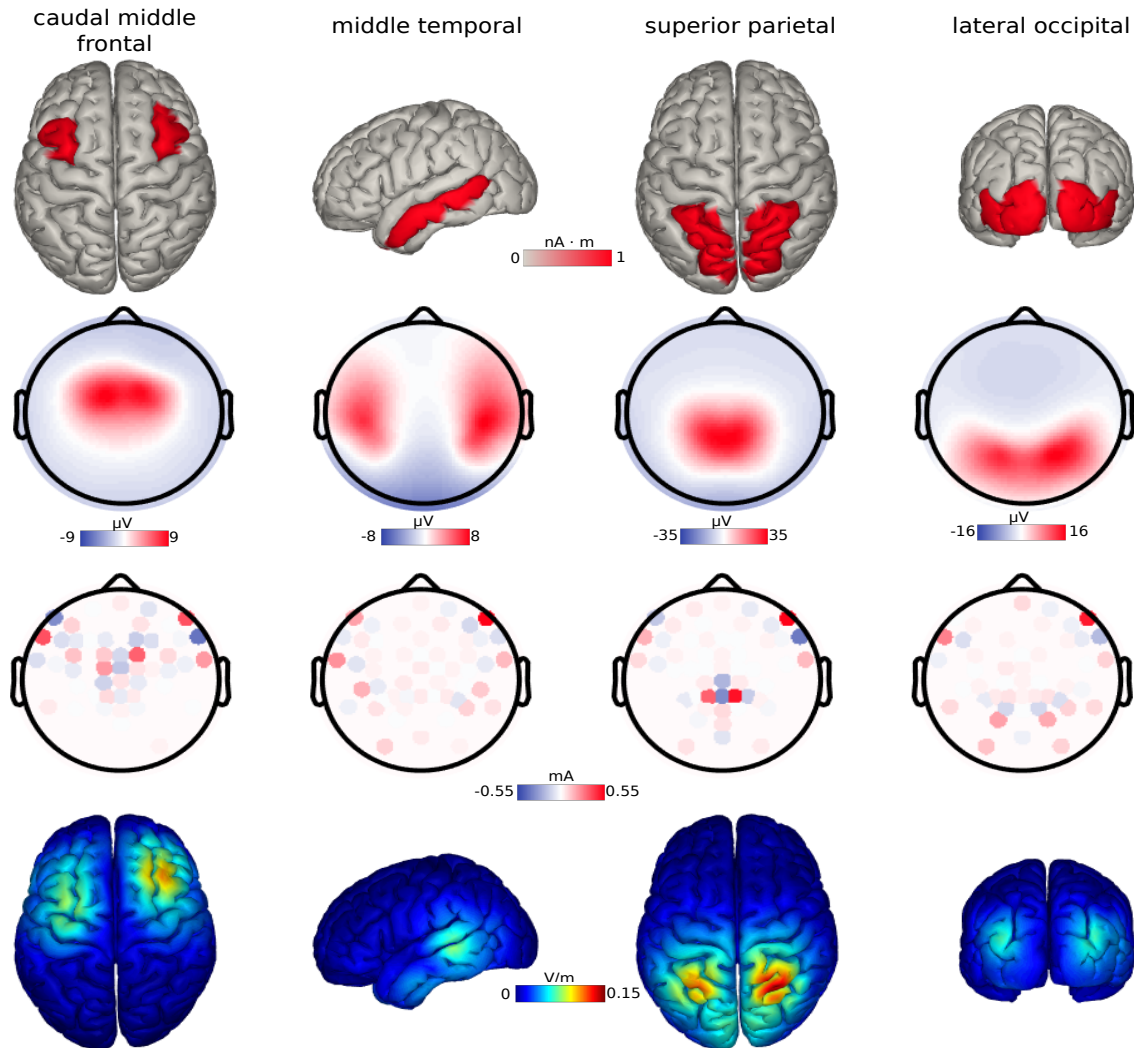 caudal middle
frontal
middle temporal
superior parietal
lateral occipital
nA · m
0 1
µV
-9 9
µV
-8 8
µV
-35 35
µV
-16 16
mA
-0.55 0.55
V/m
0 0.15